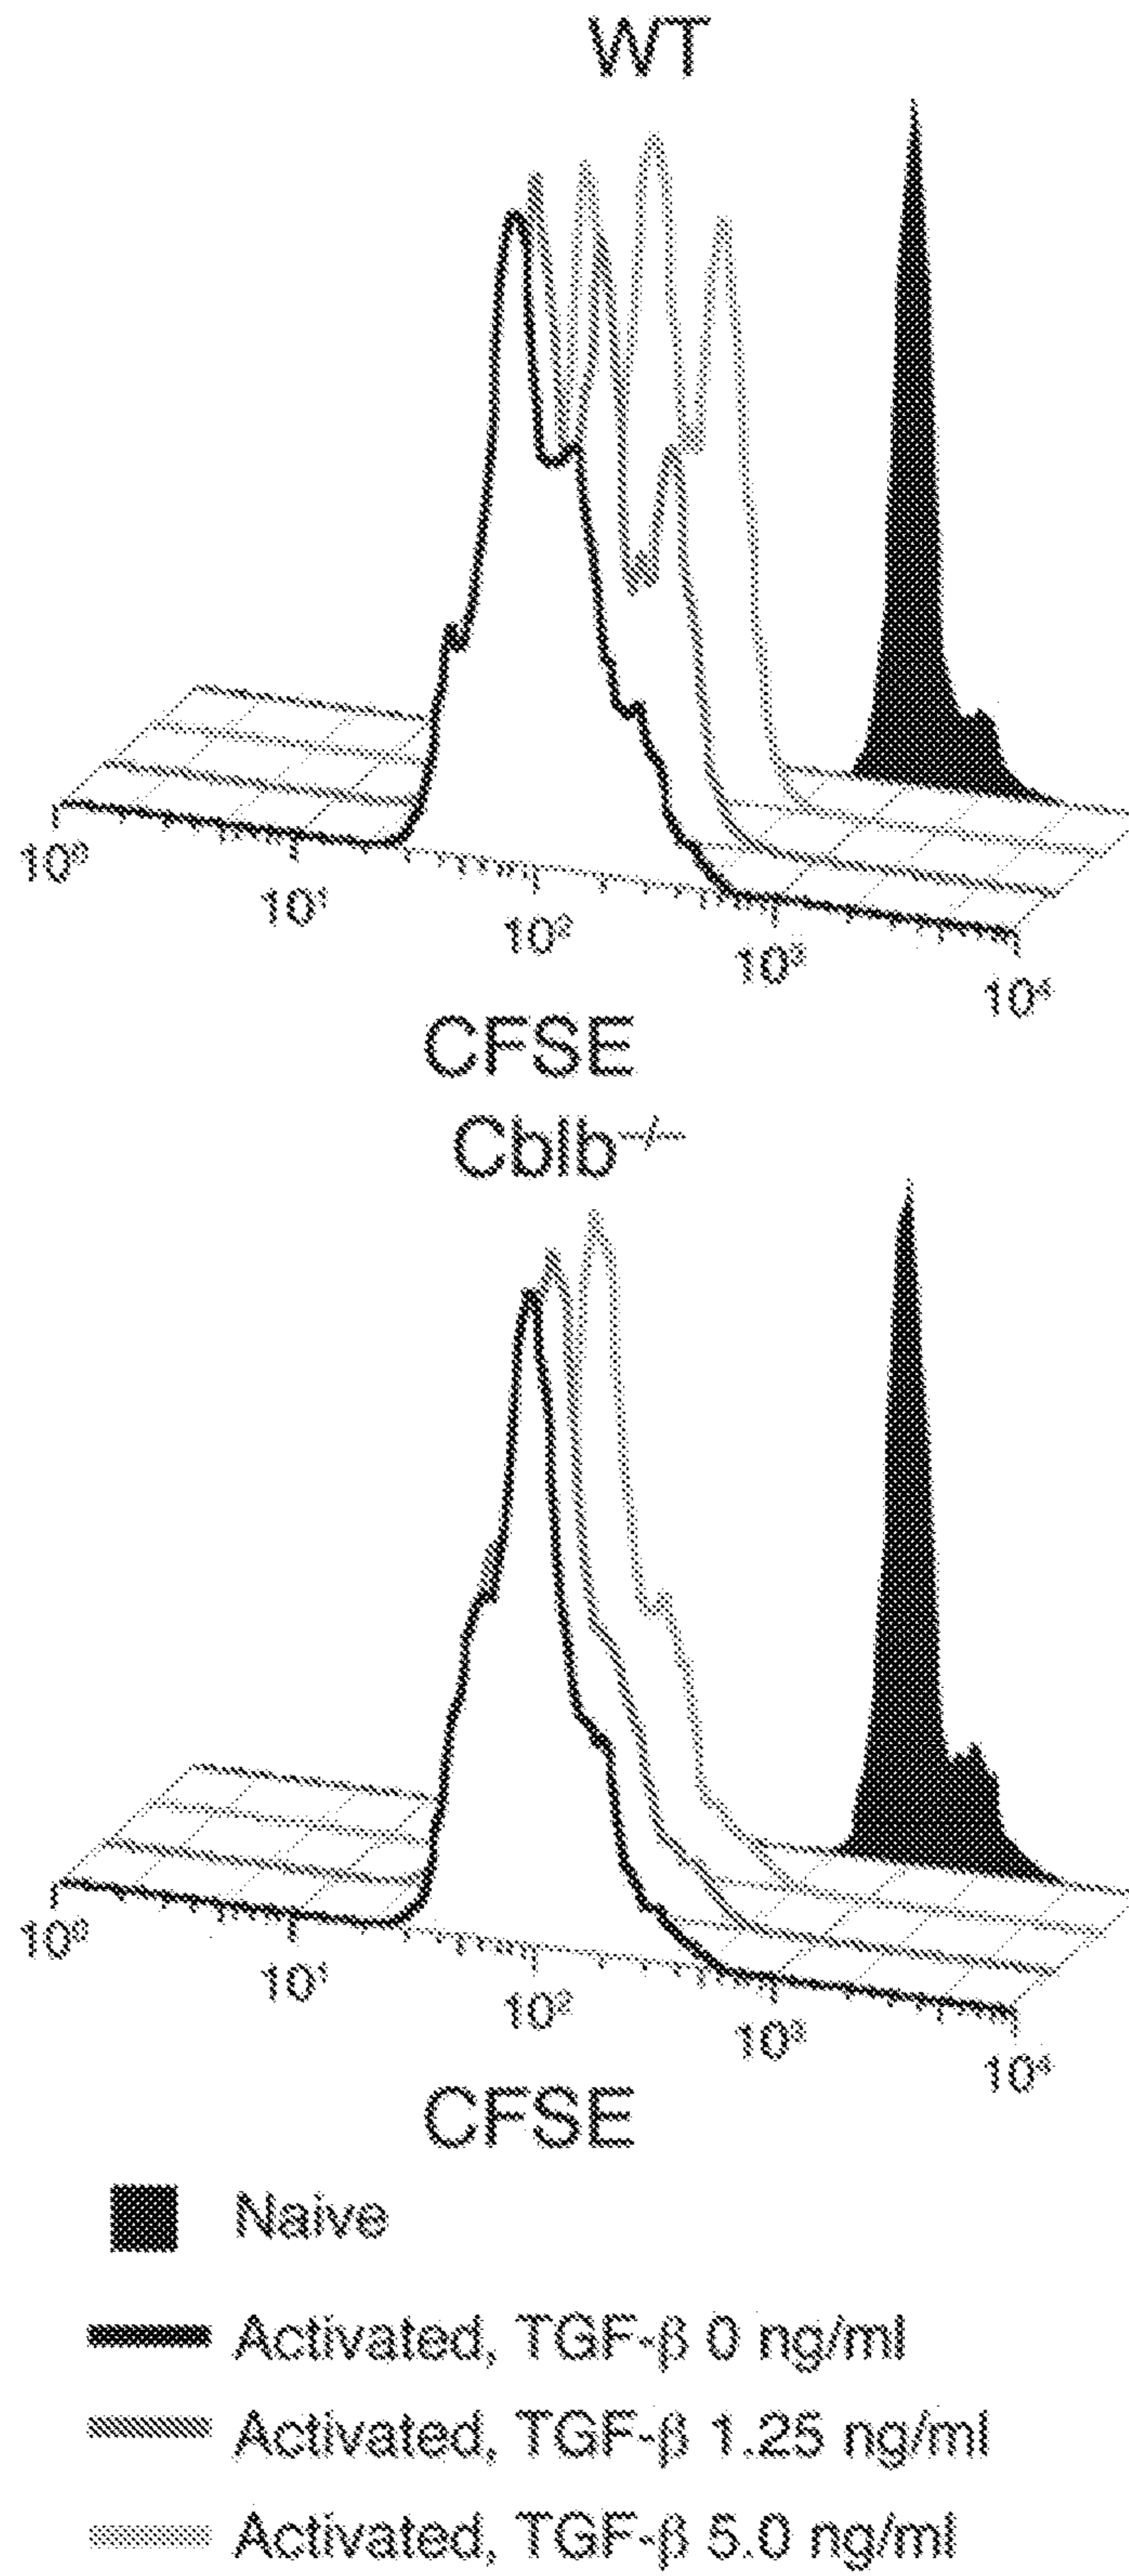 WT
10⁰ 10¹ 10² 10³ 10⁴
CFSE
Cblb⁻/⁻
10⁰ 10¹ 10² 10³ 10⁴
CFSE
Naive
Activated, TGF-β 0 ng/ml
Activated, TGF-β 1.25 ng/ml
Activated, TGF-β 5.0 ng/ml